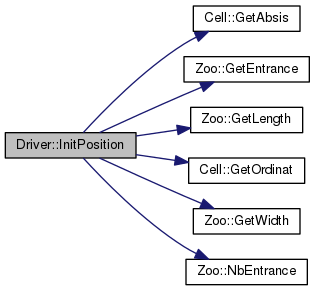 Cell::GetAbsis
Zoo::GetEntrance
Zoo::GetLength
Driver::InitPosition
Cell::GetOrdinat
Zoo::GetWidth
Zoo::NbEntrance